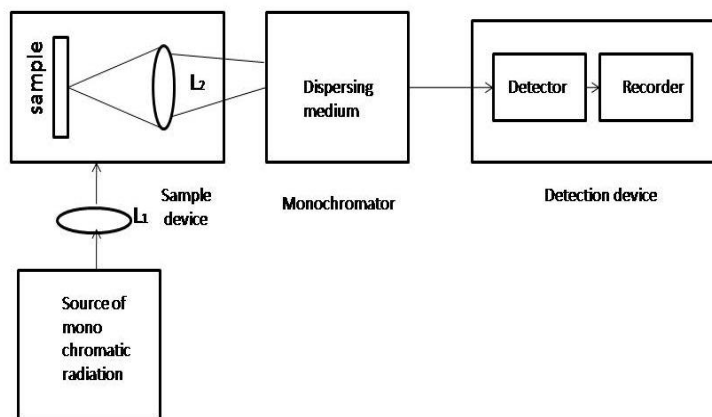 sample
L2
Dispersing
medium
Detector
Recorder
L1
Sample
device
Monochromator
Detection device
Source of
mono
chromatic
radiation